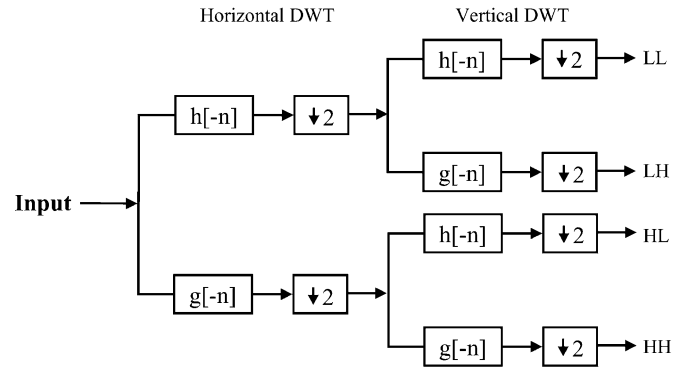 Horizontal DWT
Vertical DWT
h[-n]
↓2
LL
h[-n]
↓2
g[-n]
↓2
LH
Input
h[-n]
↓2
HL
g[-n]
↓2
g[-n]
↓2
HH